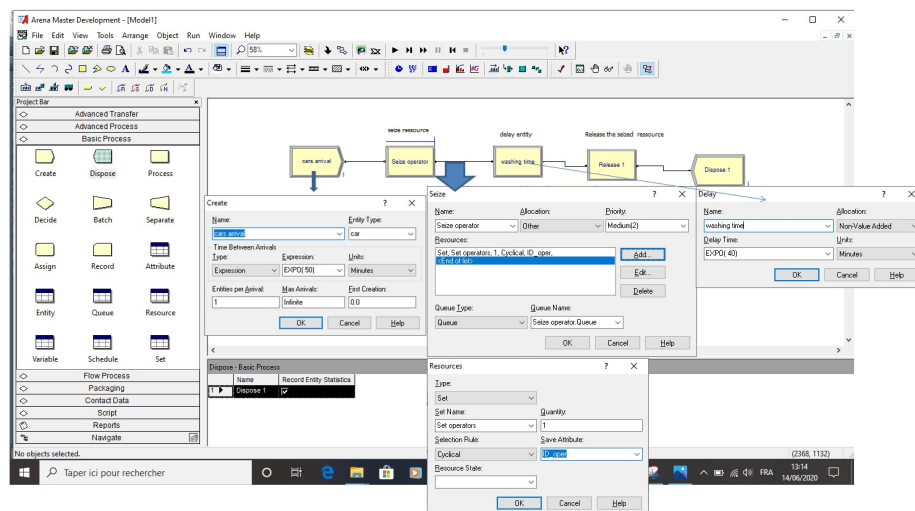 Arena Master Development - [Model1]
File Edit View Tools Arrange Object Run Window Help
58%
Project Bar
Advanced Transfer
Advanced Process
Basic Process
Create Dispose Process
Decide Batch Separate
Assign Record Attribute
Entity Queue Resource
Variable Schedule Set
Flow Process
Packaging
Contact Data
Script
Reports
Navigate
seize ressource
delay entity
Release the seized ressource
cars arrival
Seize operator
washing time
Release 1
Dispose 1
Create ? X
Name: Entity Type:
cars arrival car
Time Between Arrivals
Type: Expression: Units:
Expression EXPO( 50) Minutes
Entities per Arrival: Max Arrivals: First Creation:
1 Infinite 0.0
OK Cancel Help
Seize ? X
Name: Allocation: Priority:
Seize operator Other Medium(2)
Resources:
Set, Set operators, 1, Cyclical, ID_oper,
<End of list>
Add...
Edit...
Delete
Queue Type: Queue Name:
Queue Seize operator.Queue
OK Cancel Help
Delay ? X
Name: Allocation:
washing time Non-Value Added
Delay Time: Units:
EXPO( 40) Minutes
OK Cancel Help
Resources ? X
Type:
Set
Set Name: Quantity:
Set operators 1
Selection Rule: Save Attribute:
Cyclical ID_oper
Resource State:
OK Cancel Help
Dispose - Basic Process
Name Record Entity Statistics
1 Dispose 1
No objects selected.
(2368, 1132)
Taper ici pour rechercher
FRA
13:14
14/06/2020